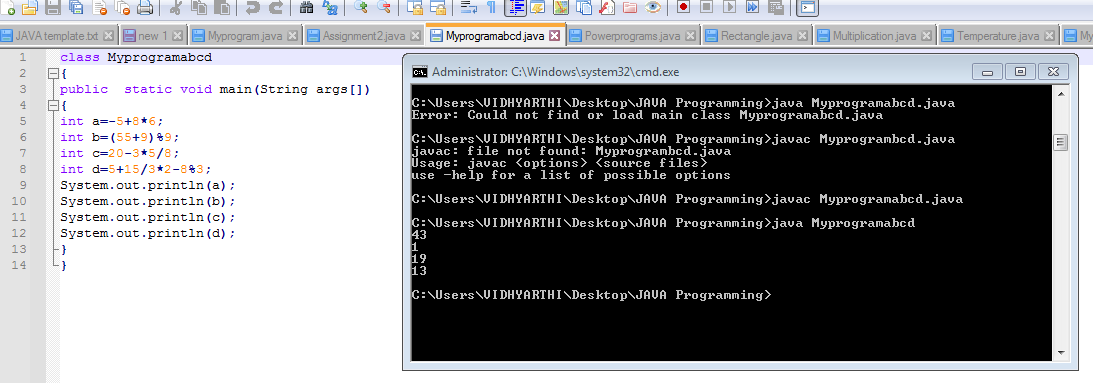 JAVA template.txt new 1 Myprogram.java Assignment2.java Myprogramabcd.java Powerprograms.java Rectangle.java Multiplication.java Temperature.java My
1 class Myprogramabcd
2 {
3 public  static void main(String args[])
4 {
5 int a=-5+8*6;
6 int b=(55+9)%9;
7 int c=20-3*5/8;
8 int d=5+15/3*2-8%3;
9 System.out.println(a);
10 System.out.println(b);
11 System.out.println(c);
12 System.out.println(d);
13 }
14 }
Administrator: C:\Windows\system32\cmd.exe
C:\Users\VIDHYARTHI\Desktop\JAVA Programming>java Myprogramabcd.java
Error: Could not find or load main class Myprogramabcd.java
C:\Users\VIDHYARTHI\Desktop\JAVA Programming>javac Myprogrambcd.java
javac: file not found: Myprogrambcd.java
Usage: javac <options> <source files>
use -help for a list of possible options
C:\Users\VIDHYARTHI\Desktop\JAVA Programming>javac Myprogramabcd.java
C:\Users\VIDHYARTHI\Desktop\JAVA Programming>java Myprogramabcd
43
1
19
13
C:\Users\VIDHYARTHI\Desktop\JAVA Programming>